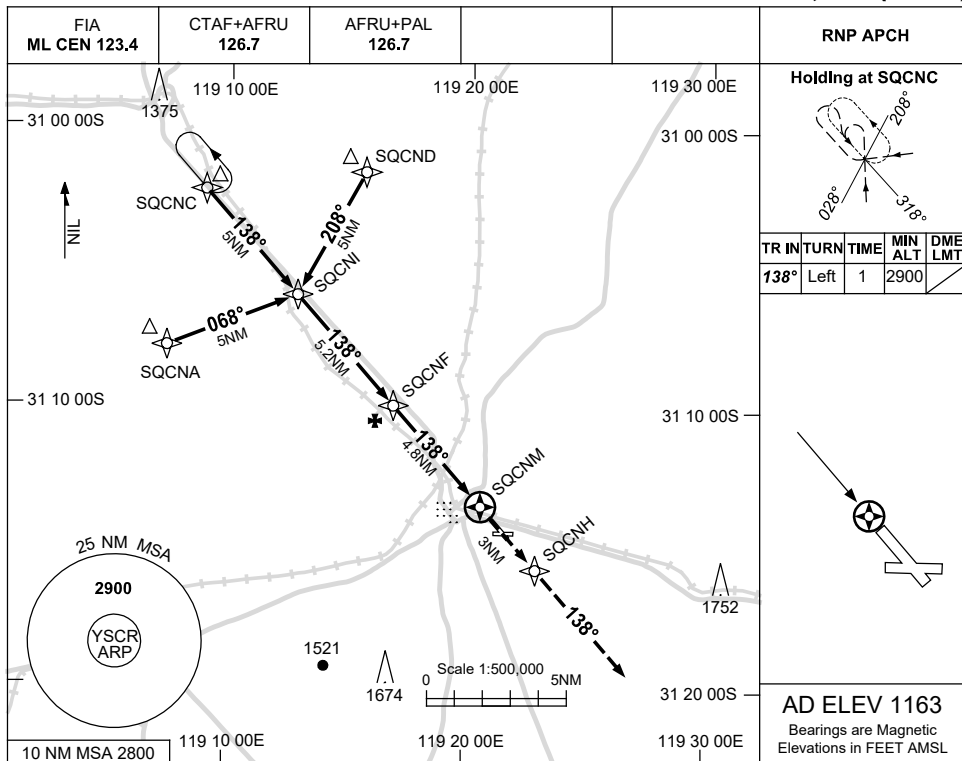 FIA
ML CEN 123.4
CTAF+AFRU
126.7
AFRU+PAL
126.7
RNP APCH
119 10 00E
119 20 00E
119 30 00E
31 00 00S
31 00 00S
1375
NIL
SQCNC
SQCND
138°
5NM
208°
5NM
SQCNI
068°
5NM
SQCNA
138°
5.2NM
SQCNF
31 10 00S
31 10 00S
138°
4.8NM
SQCNM
3NM
SQCNH
138°
25 NM MSA
2900
YSCR
ARP
10 NM MSA 2800
1521
1674
1752
Scale 1:500,000
0
5NM
31 20 00S
119 10 00E
119 20 00E
119 30 00E
Holding at SQCNC
208°
028°
318°
TR IN TURN TIME MIN ALT DME LMT
138° Left 1 2900
AD ELEV 1163
Bearings are Magnetic
Elevations in FEET AMSL